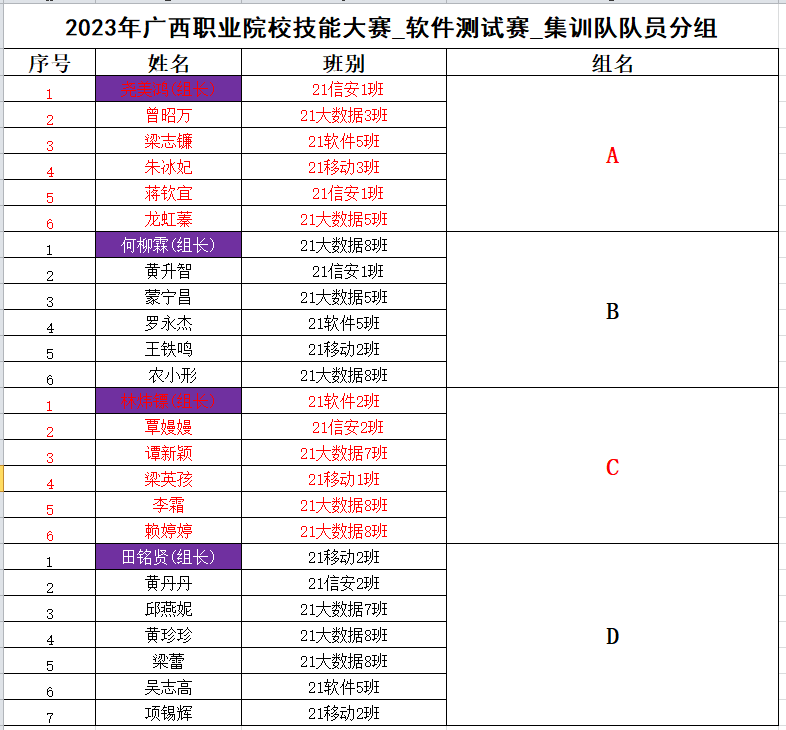 2023年广西职业院校技能大赛_软件测试赛_集训队队员分组
序号 姓名 班别 组名
1 (组长) 21信安1班
2 曾昭万 21大数据3班
3 梁志镰 21软件5班
4 朱冰妃 21移动3班 A
5 蒋钦宜 21信安1班
6 龙虹蓁 21大数据5班
1 何柳霖(组长) 21大数据8班
2 黄升智 21信安1班
3 蒙宁昌 21大数据5班
4 罗永杰 21软件5班 B
5 王铁鸣 21移动2班
6 农小形 21大数据8班
1 (组长) 21软件2班
2 覃嫚嫚 21信安2班
3 谭新颖 21大数据7班
4 梁英孩 21移动1班 C
5 李霜 21大数据8班
6 赖婷婷 21大数据8班
1 田铭贤(组长) 21移动2班
2 黄丹丹 21信安2班
3 邱燕妮 21大数据7班
4 黄珍珍 21大数据8班 D
5 梁蕾 21大数据8班
6 吴志高 21软件5班
7 项锡辉 21移动2班